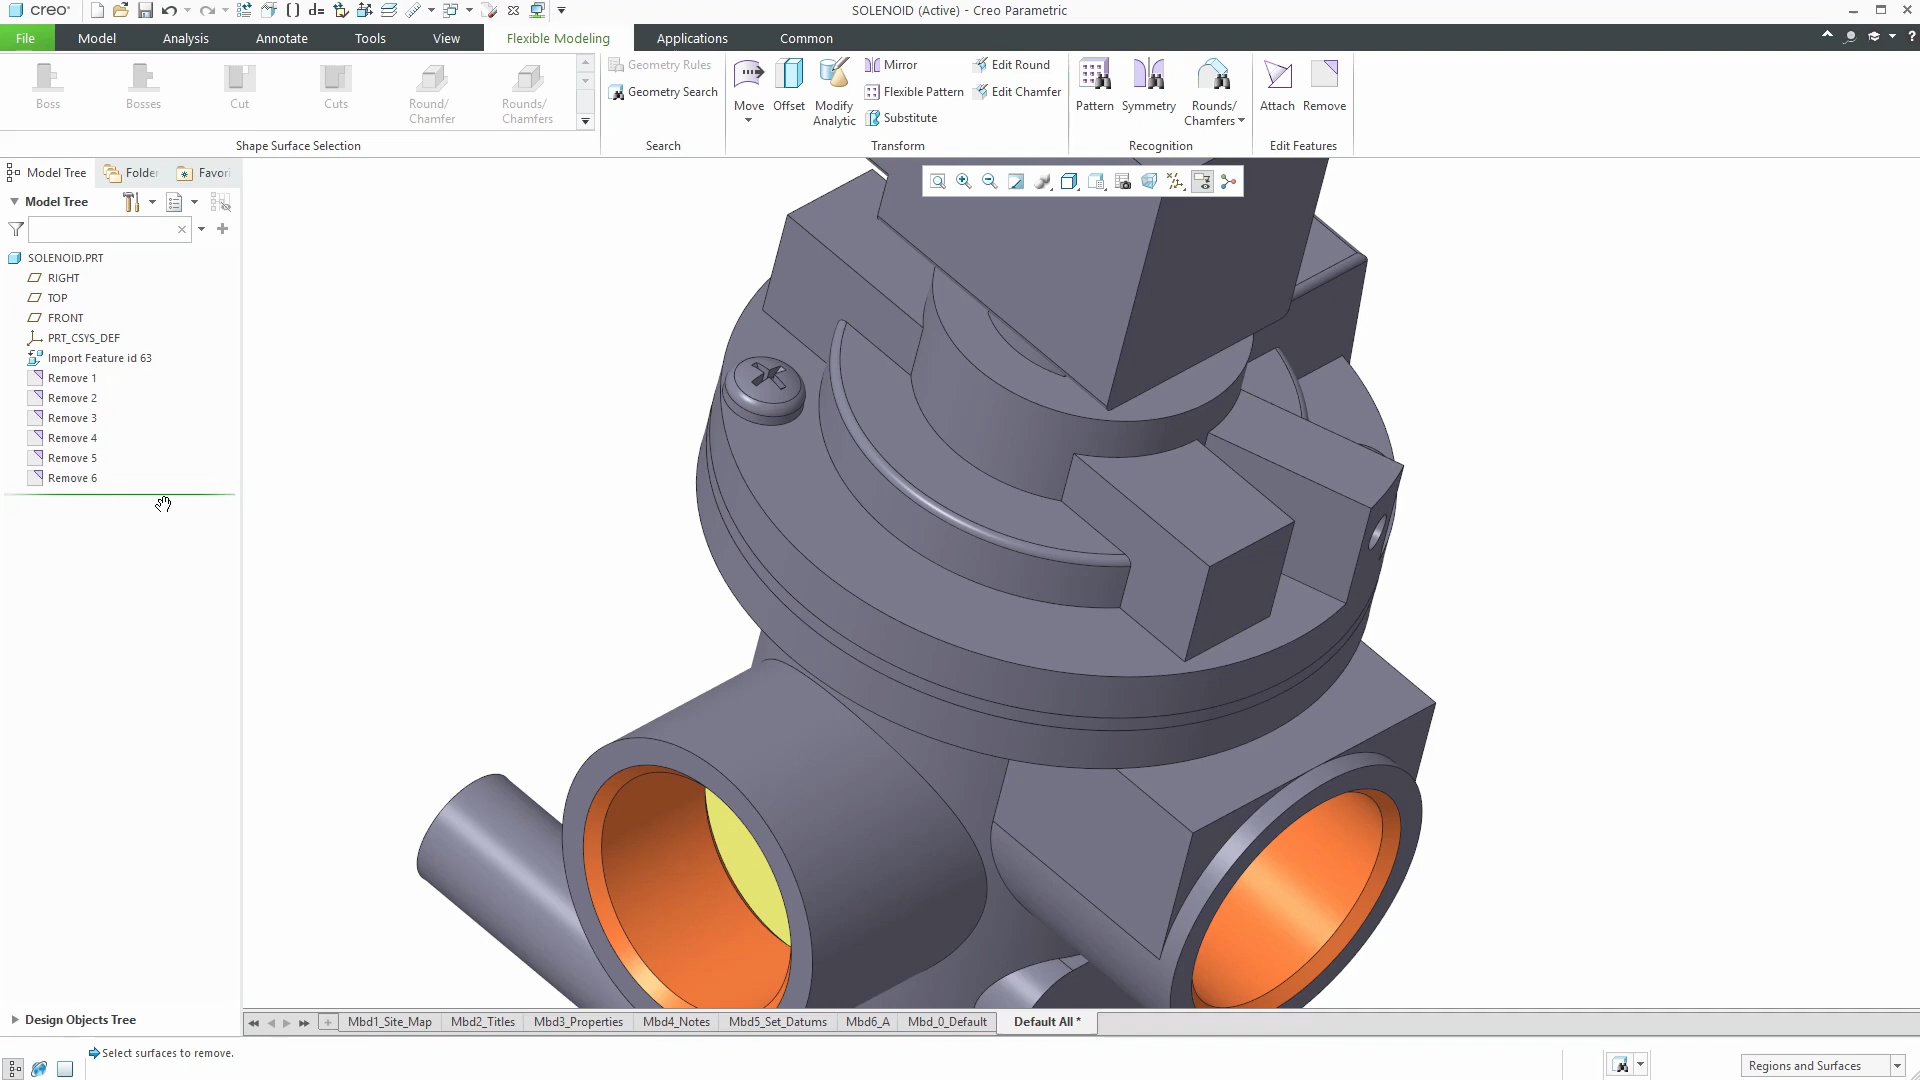 creo
SOLENOID (Active) - Creo Parametric
File
Model
Analysis
Annotate
Tools
View
Flexible Modeling
Applications
Common
Boss
Bosses
Cut
Cuts
Round/
Chamfer
Rounds/
Chamfers
Shape Surface Selection
Geometry Rules
Geometry Search
Search
Move
Offset
Modify
Analytic
Mirror
Flexible Pattern
Substitute
Edit Round
Edit Chamfer
Transform
Pattern
Symmetry
Rounds/
Chamfers
Recognition
Attach
Remove
Edit Features
Model Tree
Folder
Favori
Model Tree
SOLENOID.PRT
RIGHT
TOP
FRONT
PRT_CSYS_DEF
Import Feature id 63
Remove 1
Remove 2
Remove 3
Remove 4
Remove 5
Remove 6
Design Objects Tree
Mbd1_Site_Map
Mbd2_Titles
Mbd3_Properties
Mbd4_Notes
Mbd5_Set_Datums
Mbd6_A
Mbd_0_Default
Default All *
Select surfaces to remove.
Regions and Surfaces